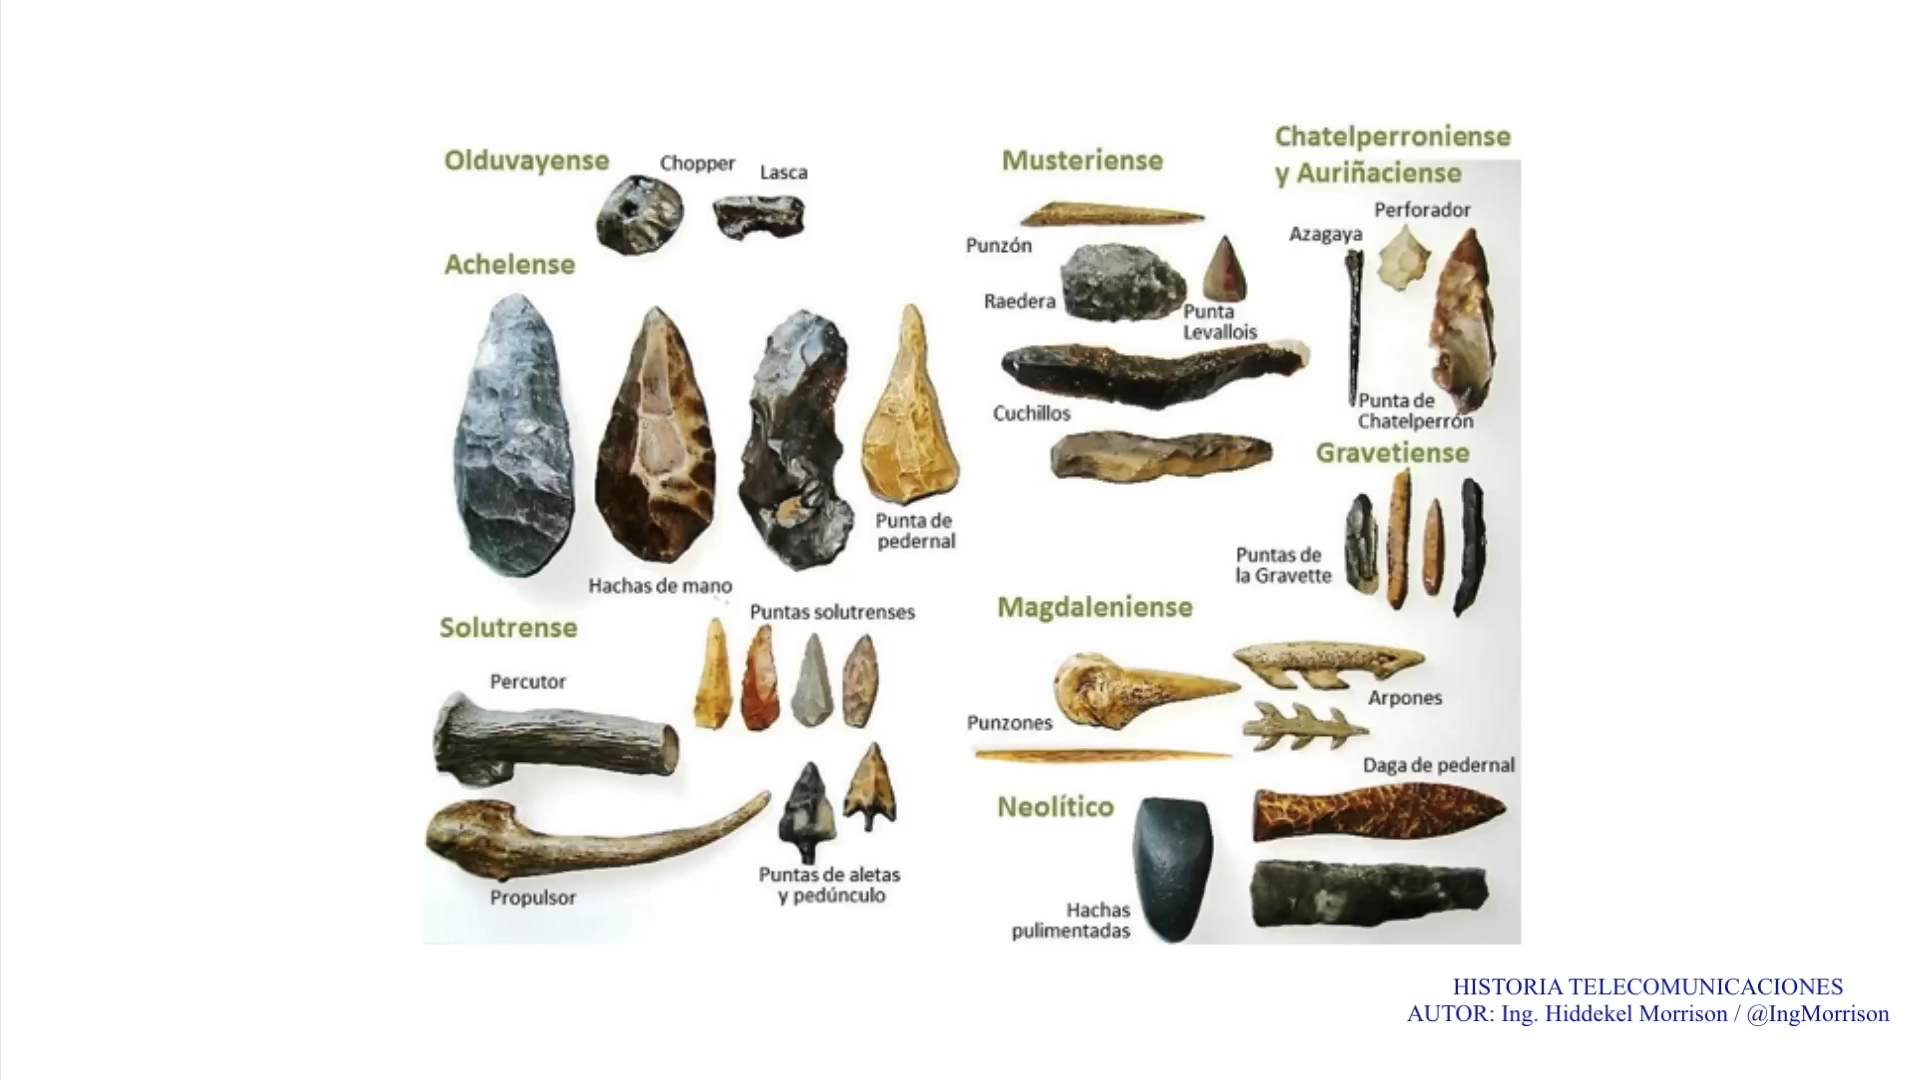 Olduvayense
Chopper
Lasca
Achelense
Punta de
pedernal
Hachas de mano
Solutrense
Puntas solutrenses
Percutor
Propulsor
Puntas de aletas
y pedúnculo
Musteriense
Punzón
Raedera
Punta
Levallois
Cuchillos
Chatelperroniense
y Auriñaciense
Perforador
Azagaya
Punta de
Chatelperrón
Gravetiense
Puntas de
la Gravette
Magdaleniense
Punzones
Arpones
Neolítico
Daga de pedernal
Hachas
pulimentadas
HISTORIA TELECOMUNICACIONES
AUTOR: Ing. Hiddekel Morrison / @IngMorrison